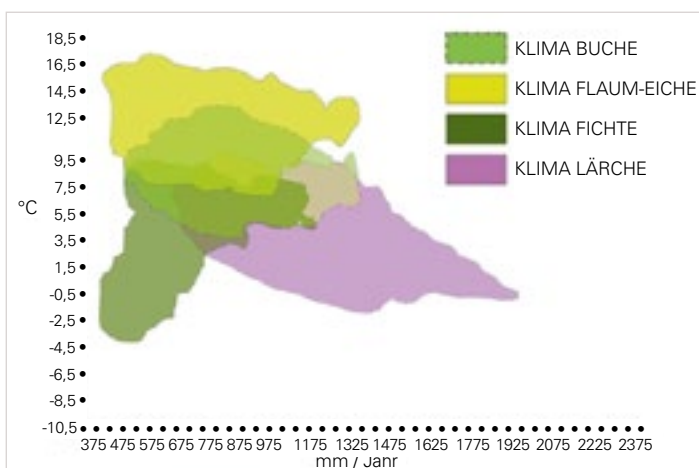 18,5
16,5
14,5
12,5
9,5
7,5
°C
5,5
3,5
1,5
-0,5
-2,5
-4,5
-6,5
-8,5
-10,5
KLIMA BUCHE
KLIMA FLAUM-EICHE
KLIMA FICHTE
KLIMA LÄRCHE
375 475 575 675 775 875 975 1175 1325 1475 1625 1775 1925 2075 2225 2375
mm / Jahr